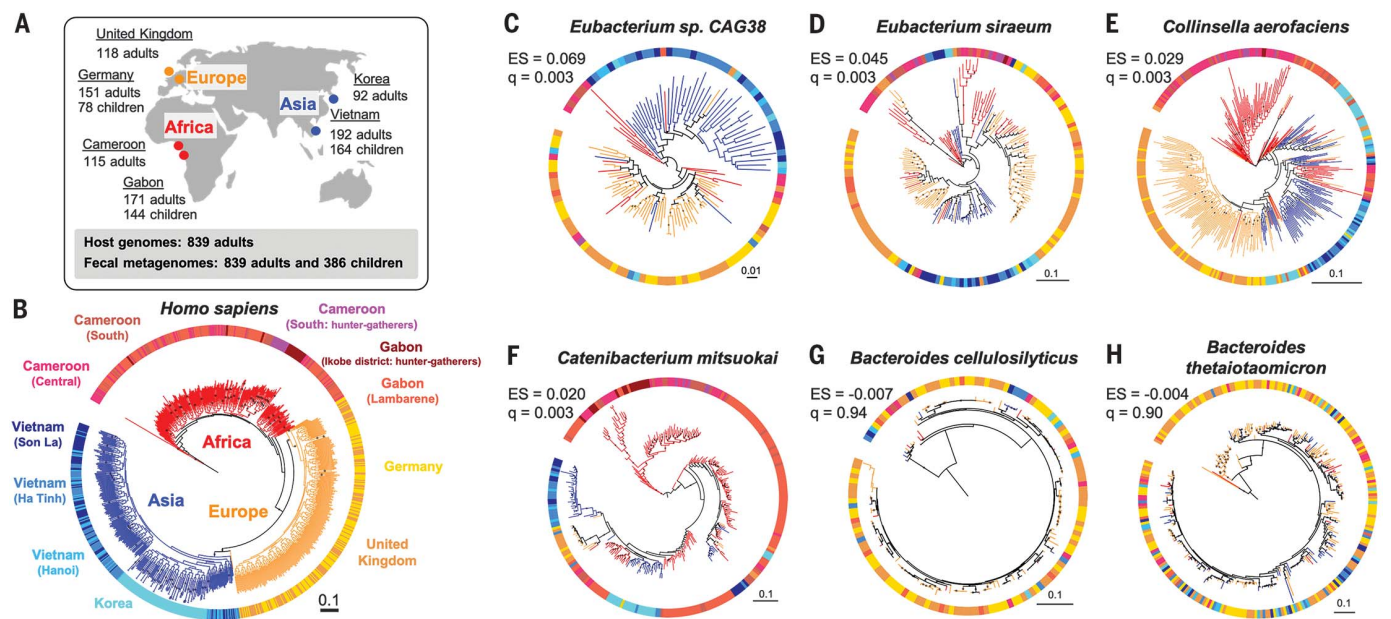 A
United Kingdom
118 adults
Germany
151 adults
78 children
Europe
Korea
92 adults
Asia
Vietnam
192 adults
164 children
Africa
Cameroon
115 adults
Gabon
171 adults
144 children
Host genomes: 839 adults
Fecal metagenomes: 839 adults and 386 children
B
Homo sapiens
Cameroon
(South)
Cameroon
(South: hunter-gatherers)
Gabon
(Ikobe district: hunter-gatherers)
Cameroon
(Central)
Gabon
(Lambarene)
Vietnam
(Son La)
Africa
Germany
Vietnam
(Ha Tinh)
Asia
Europe
Vietnam
(Hanoi)
United
Kingdom
Korea
0.1
C
Eubacterium sp. CAG38
ES = 0.069
q = 0.003
0.01
D
Eubacterium siraeum
ES = 0.045
q = 0.003
0.1
E
Collinsella aerofaciens
ES = 0.029
q = 0.003
0.1
F
Catenibacterium mitsuokai
ES = 0.020
q = 0.003
0.1
G
Bacteroides cellulosilyticus
ES = -0.007
q = 0.94
0.1
H
Bacteroides
thetaiotaomicron
ES = -0.004
q = 0.90
0.1